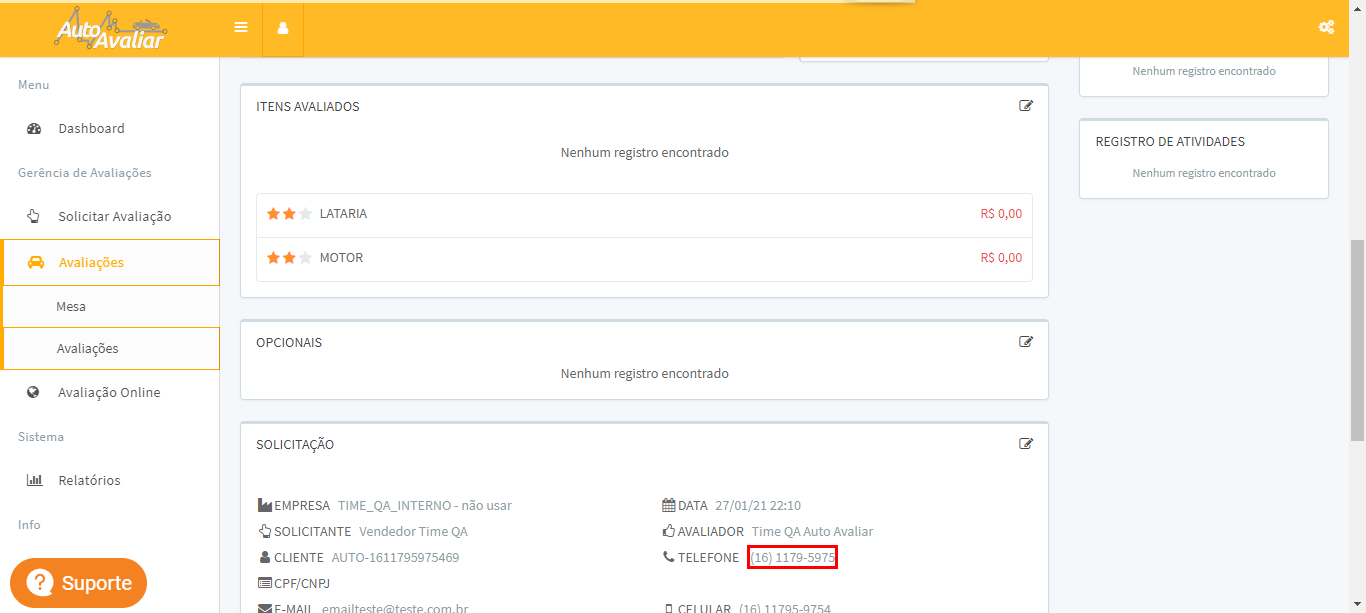 Auto Avaliar
Menu
Dashboard
Gerência de Avaliações
Solicitar Avaliação
Avaliações
Mesa
Avaliações
Avaliação Online
Sistema
Relatórios
Info
? Suporte
ITENS AVALIADOS
Nenhum registro encontrado
LATARIA R$ 0,00
MOTOR R$ 0,00
OPCIONAIS
Nenhum registro encontrado
SOLICITAÇÃO
EMPRESA TIME_QA_INTERNO - não usar
DATA 27/01/21 22:10
SOLICITANTE Vendedor Time QA
AVALIADOR Time QA Auto Avaliar
CLIENTE AUTO-1611795975469
TELEFONE (16) 1179-5975
CPF/CNPJ
E-MAIL emailteste@teste.com.br
CELULAR (16) 11795-9754
Nenhum registro encontrado
REGISTRO DE ATIVIDADES
Nenhum registro encontrado